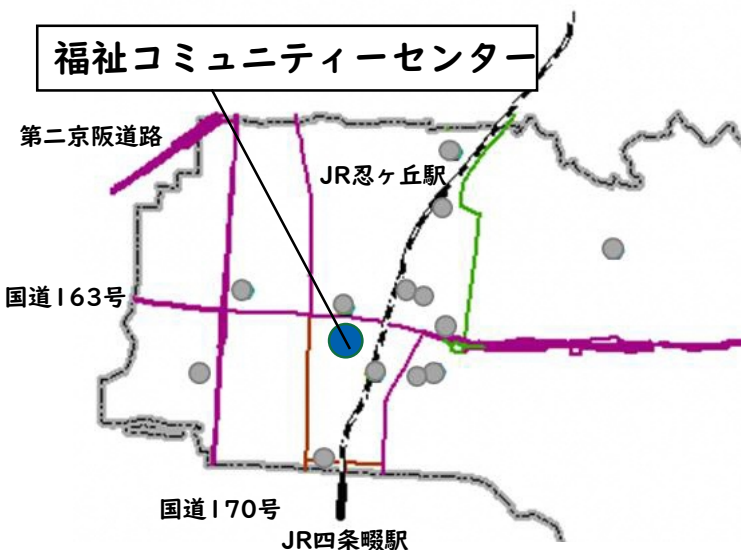 福祉コミュニティーセンター
第二京阪道路
JR忍ヶ丘駅
国道163号
国道170号
JR四条畷駅